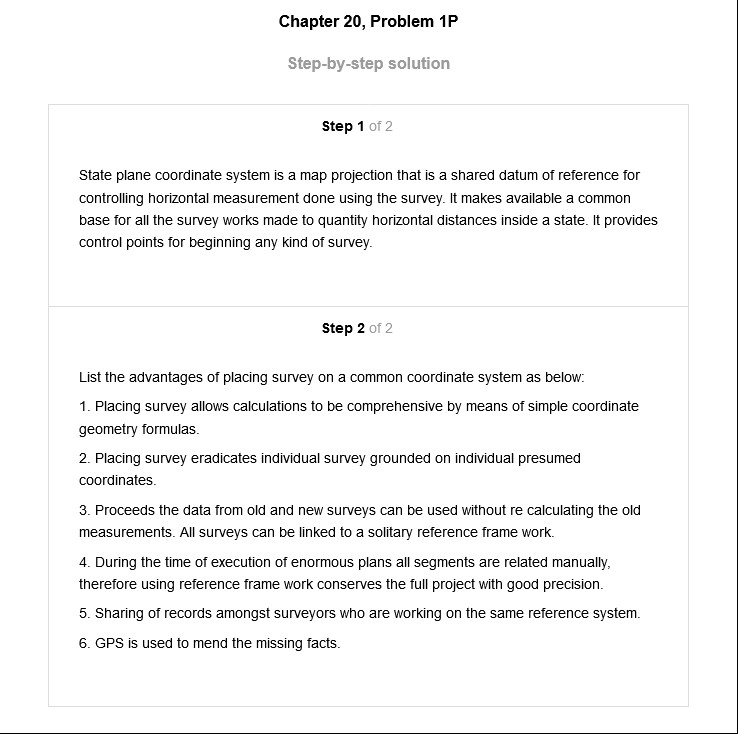 Chapter 20, Problem 1P
Step-by-step solution
Step 1 of 2
State plane coordinate system is a map projection that is a shared datum of reference for
controlling horizontal measurement done using the survey. It makes available a common
base for all the survey works made to quantity horizontal distances inside a state. It provides
control points for beginning any kind of survey.
Step 2 of 2
List the advantages of placing survey on a common coordinate system as below:
1. Placing survey allows calculations to be comprehensive by means of simple coordinate
geometry formulas.
2. Placing survey eradicates individual survey grounded on individual presumed
coordinates.
3. Proceeds the data from old and new surveys can be used without re calculating the old
measurements. All surveys can be linked to a solitary reference frame work.
4. During the time of execution of enormous plans all segments are related manually,
therefore using reference frame work conserves the full project with good precision.
5. Sharing of records amongst surveyors who are working on the same reference system.
6. GPS is used to mend the missing facts.